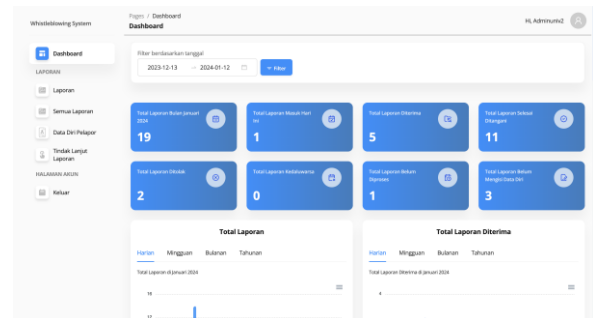 Whistleblowing System
Pages / Dashboard
Dashboard
Hi, Adminuniv2
Dashboard
LAPORAN
Laporan
Semua Laporan
Data Diri Pelapor
Tindak Lanjut
Laporan
HALAMAN AKUN
Keluar
Filter berdasarkan tanggal
2023-12-13 → 2024-01-12
Filter
Total Laporan Bulan Januari
2024
19
Total Laporan Masuk Hari
Ini
1
Total Laporan Diterima
5
Total Laporan Selesai
Ditangani
11
Total Laporan Ditolak
2
Total Laporan Kedaluwarsa
0
Total Laporan Belum
Diproses
1
Total Laporan Belum
Mengisi Data Diri
3
Total Laporan
Harian Mingguan Bulanan Tahunan
Total Laporan di Januari 2024
16
12
Total Laporan Diterima
Harian Mingguan Bulanan Tahunan
Total Laporan Diterima di Januari 2024
4